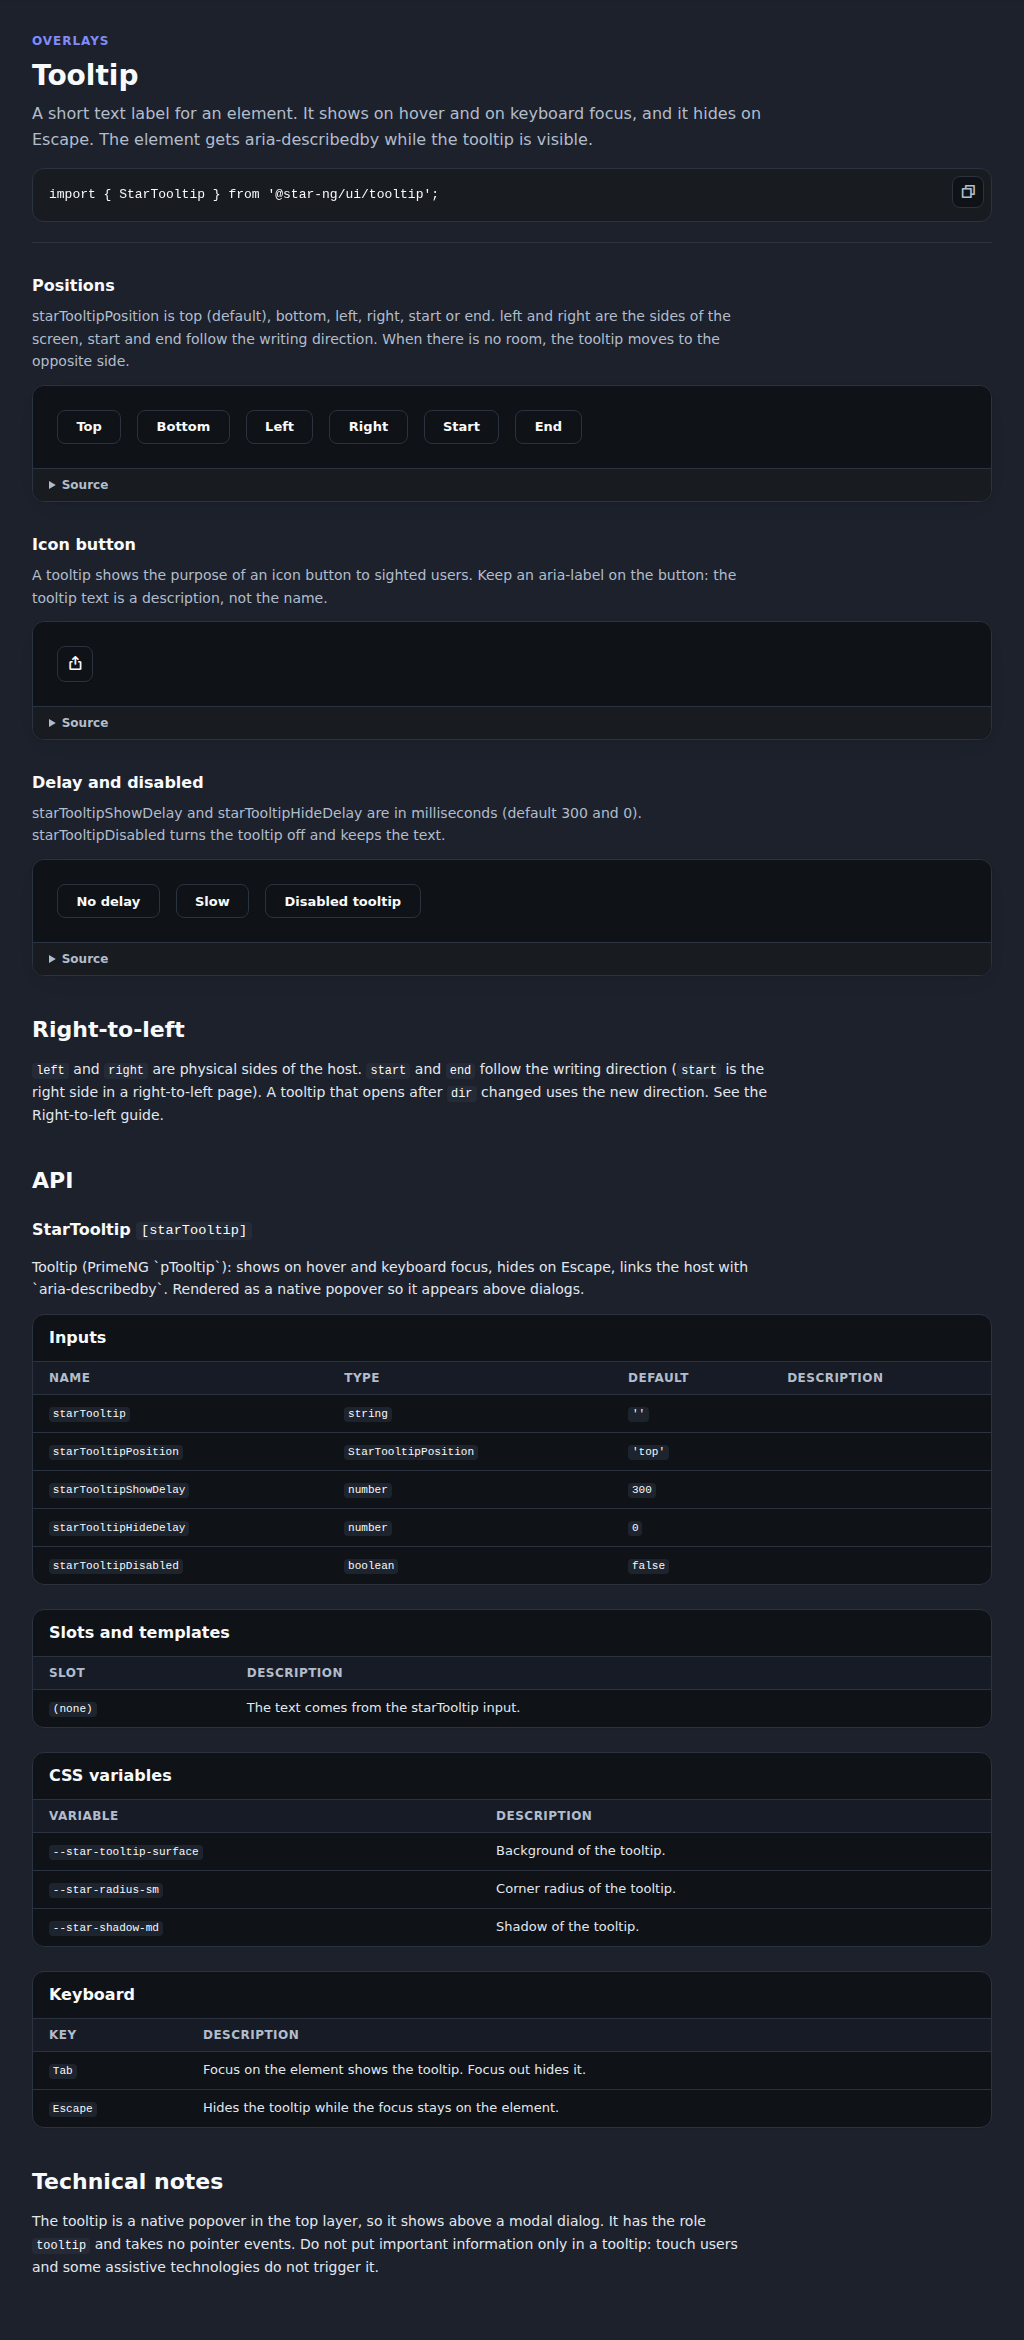 OVERLAYS
Tooltip
A short text label for an element. It shows on hover and on keyboard focus, and it hides on
Escape. The element gets aria-describedby while the tooltip is visible.
import { StarTooltip } from '@star-ng/ui/tooltip';
Positions
starTooltipPosition is top (default), bottom, left, right, start or end. left and right are the sides of the
screen, start and end follow the writing direction. When there is no room, the tooltip moves to the
opposite side.
Top Bottom Left Right Start End
Source
Icon button
A tooltip shows the purpose of an icon button to sighted users. Keep an aria-label on the button: the
tooltip text is a description, not the name.
Source
Delay and disabled
starTooltipShowDelay and starTooltipHideDelay are in milliseconds (default 300 and 0).
starTooltipDisabled turns the tooltip off and keeps the text.
No delay Slow Disabled tooltip
Source
Right-to-left
left and right are physical sides of the host. start and end follow the writing direction ( start is the
right side in a right-to-left page). A tooltip that opens after dir changed uses the new direction. See the
Right-to-left guide.
API
StarTooltip [starTooltip]
Tooltip (PrimeNG `pTooltip`): shows on hover and keyboard focus, hides on Escape, links the host with
`aria-describedby`. Rendered as a native popover so it appears above dialogs.
Inputs
NAME TYPE DEFAULT DESCRIPTION
starTooltip string ''
starTooltipPosition StarTooltipPosition 'top'
starTooltipShowDelay number 300
starTooltipHideDelay number 0
starTooltipDisabled boolean false
Slots and templates
SLOT DESCRIPTION
(none) The text comes from the starTooltip input.
CSS variables
VARIABLE DESCRIPTION
--star-tooltip-surface Background of the tooltip.
--star-radius-sm Corner radius of the tooltip.
--star-shadow-md Shadow of the tooltip.
Keyboard
KEY DESCRIPTION
Tab Focus on the element shows the tooltip. Focus out hides it.
Escape Hides the tooltip while the focus stays on the element.
Technical notes
The tooltip is a native popover in the top layer, so it shows above a modal dialog. It has the role
tooltip and takes no pointer events. Do not put important information only in a tooltip: touch users
and some assistive technologies do not trigger it.